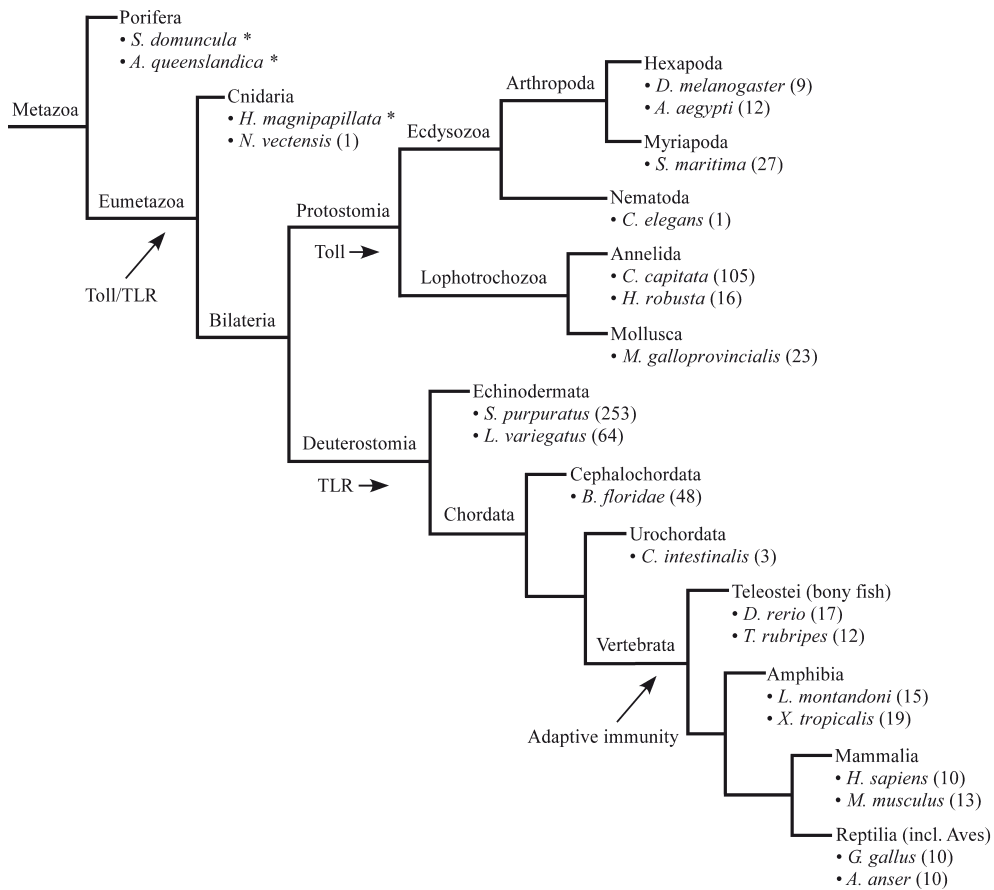 Porifera
• S. domuncula *
• A. queenslandica *
Metazoa
Cnidaria
• H. magnipapillata *
• N. vectensis (1)
Eumetazoa
Toll/TLR
Bilateria
Protostomia
Toll
Ecdysozoa
Arthropoda
Hexapoda
• D. melanogaster (9)
• A. aegypti (12)
Myriapoda
• S. maritima (27)
Nematoda
• C. elegans (1)
Lophotrochozoa
Annelida
• C. capitata (105)
• H. robusta (16)
Mollusca
• M. galloprovincialis (23)
Deuterostomia
TLR
Echinodermata
• S. purpuratus (253)
• L. variegatus (64)
Chordata
Cephalochordata
• B. floridae (48)
Urochordata
• C. intestinalis (3)
Vertebrata
Adaptive immunity
Teleostei (bony fish)
• D. rerio (17)
• T. rubripes (12)
Amphibia
• L. montandoni (15)
• X. tropicalis (19)
Mammalia
• H. sapiens (10)
• M. musculus (13)
Reptilia (incl. Aves)
• G. gallus (10)
• A. anser (10)